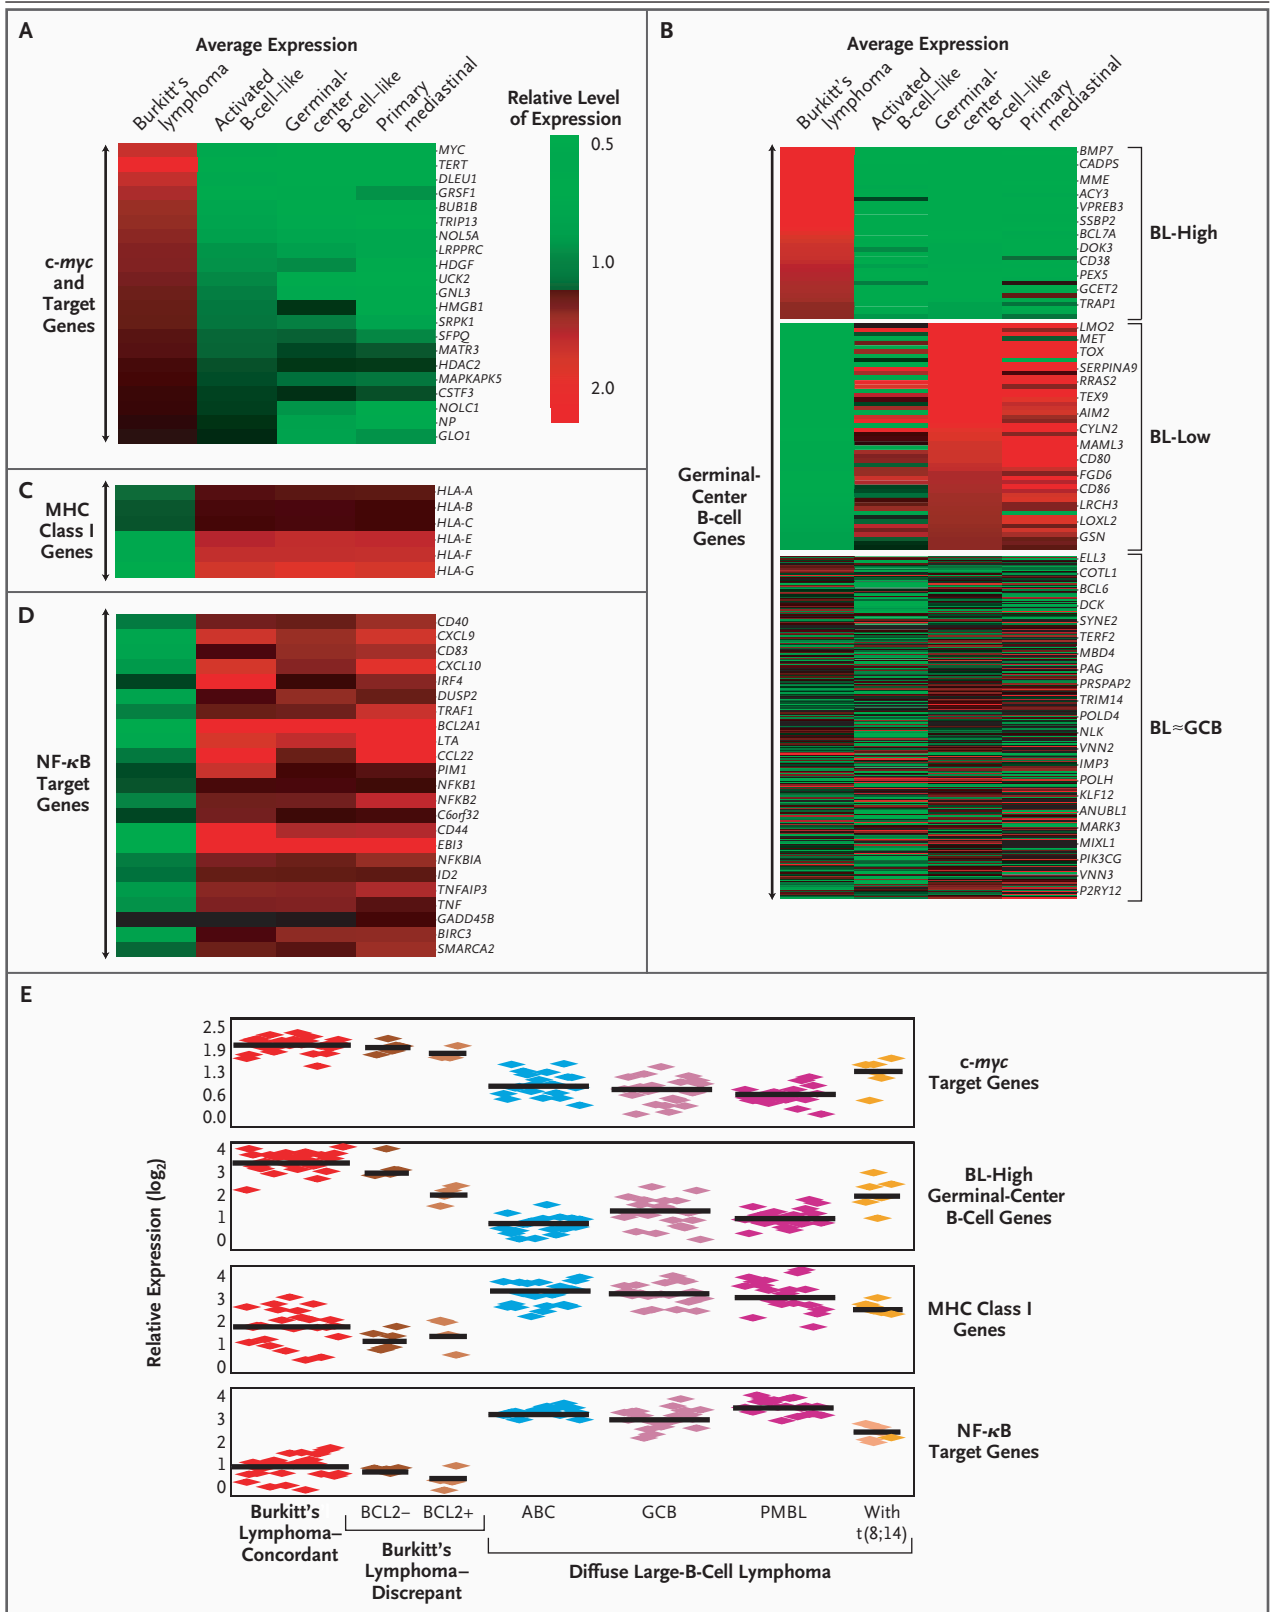 A
Average Expression
Burkitt's
lymphoma
Activated
B-cell–like
Germinal-
center
B-cell–like
Primary
mediastinal
Relative Level
of Expression
0.5
1.0
2.0
c-myc
and
Target
Genes
MYC
TERT
DLEU1
GRSF1
BUB1B
TRIP13
NOL5A
LRPPRC
HDGF
UCK2
GNL3
HMGB1
SRPK1
SFPQ
MATR3
HDAC2
MAPKAPK5
CSTF3
NOLC1
NP
GLO1
B
Average Expression
Burkitt's
lymphoma
Activated
B-cell–like
Germinal-
center
B-cell–like
Primary
mediastinal
Germinal-
Center
B-cell
Genes
BMP7
CADPS
MME
ACY3
VPREB3
SSBP2
BCL7A
DOK3
CD38
PEX5
GCET2
TRAP1
BL-High
LMO2
MET
TOX
SERPINA9
RRAS2
TEX9
AIM2
CYLN2
MAML3
CD80
FGD6
CD86
LRCH3
LOXL2
GSN
BL-Low
ELL3
COTL1
BCL6
DCK
SYNE2
TERF2
MBD4
PAG
PRSPAP2
TRIM14
POLD4
NLK
VNN2
IMP3
POLH
KLF12
ANUBL1
MARK3
MIXL1
PIK3CG
VNN3
P2RY12
BL≈GCB
C
MHC
Class I
Genes
HLA-A
HLA-B
HLA-C
HLA-E
HLA-F
HLA-G
D
NF-κB
Target
Genes
CD40
CXCL9
CD83
CXCL10
IRF4
DUSP2
TRAF1
BCL2A1
LTA
CCL22
PIM1
NFKB1
NFKB2
C6orf32
CD44
EBI3
NFKBIA
ID2
TNFAIP3
TNF
GADD45B
BIRC3
SMARCA2
E
Relative Expression (log₂)
2.5
1.9
1.3
0.6
0.0
c-myc
Target Genes
4
3
2
1
0
BL-High
Germinal-Center
B-Cell Genes
4
3
2
1
0
MHC Class I
Genes
4
3
2
1
0
NF-κB
Target Genes
Burkitt's
Lymphoma–
Concordant
BCL2–
BCL2+
Burkitt's
Lymphoma–
Discrepant
ABC
GCB
PMBL
With
t(8;14)
Diffuse Large-B-Cell Lymphoma